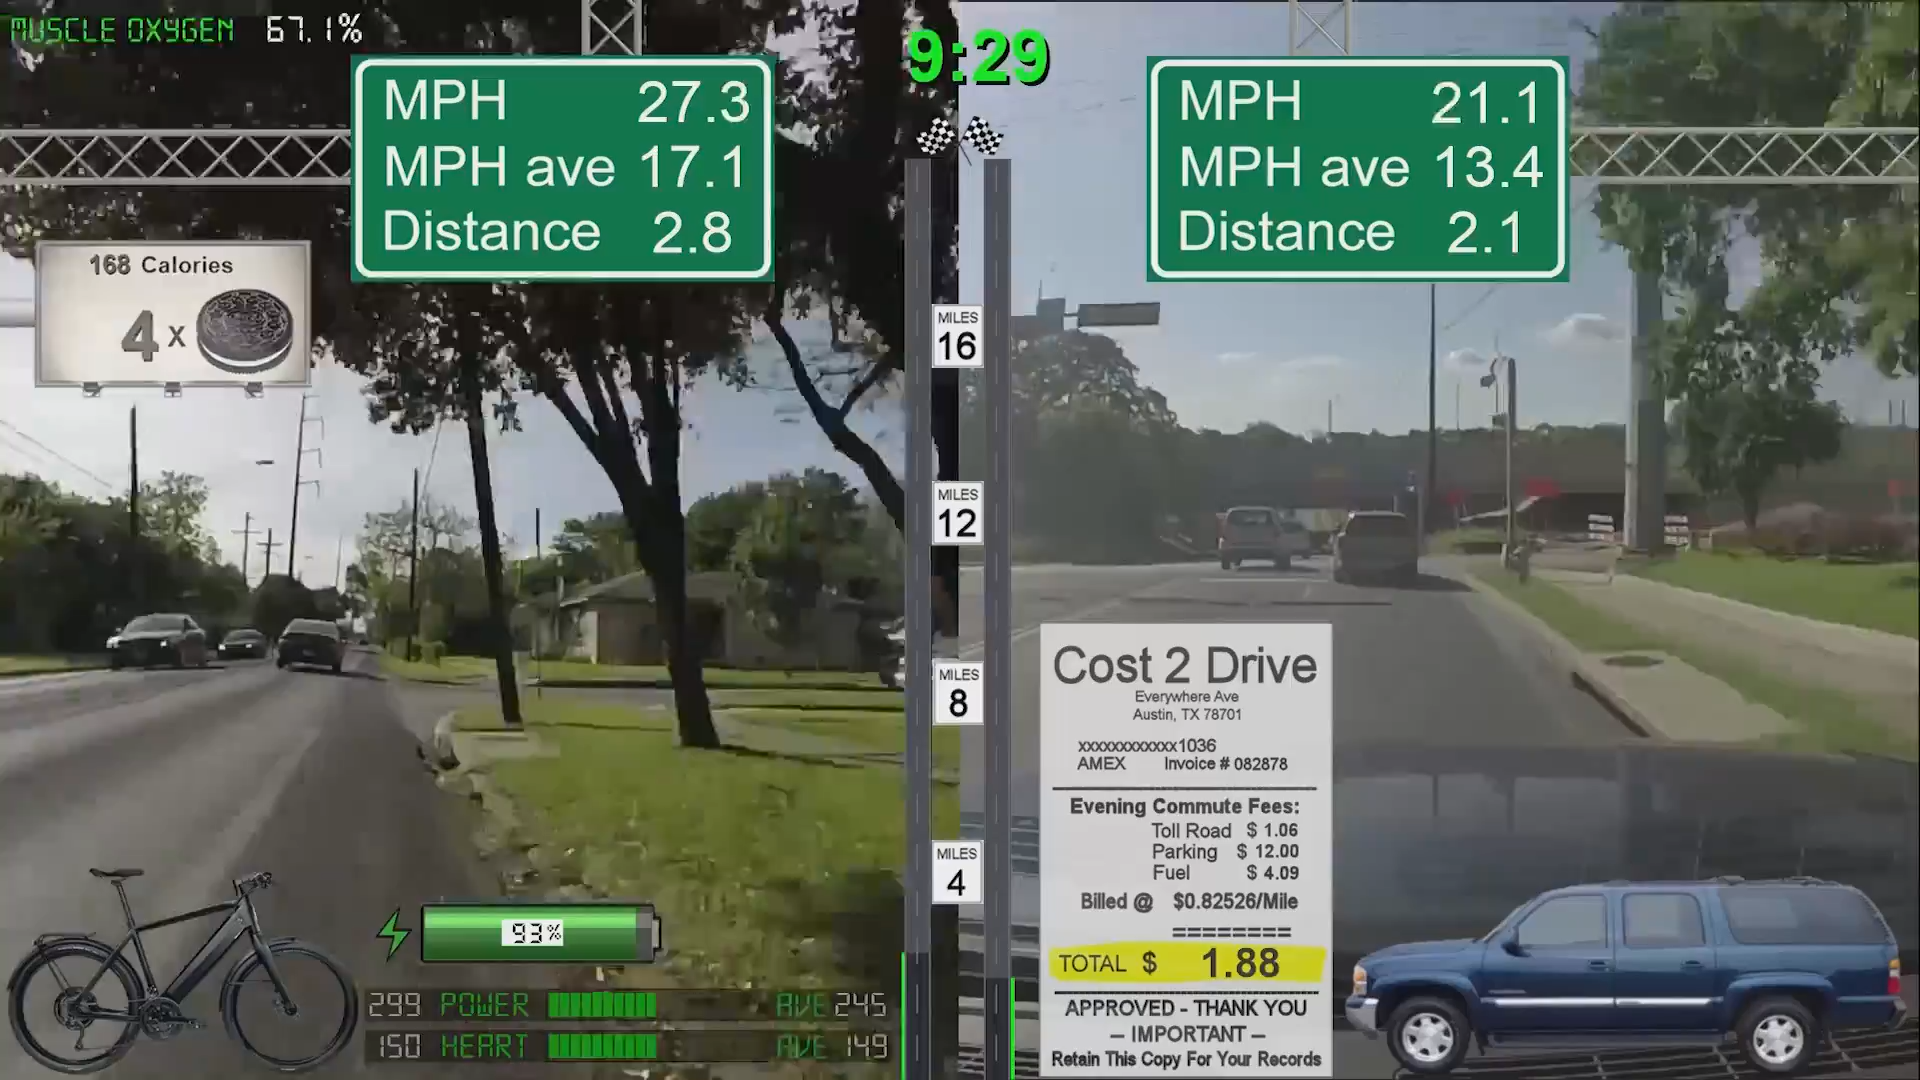 MUSCLE OXYGEN 67.1%
9:29
MPH 27.3
MPH ave 17.1
Distance 2.8
MPH 21.1
MPH ave 13.4
Distance 2.1
168 Calories
4 x
MILES
16
MILES
12
MILES
8
MILES
4
93%
299 POWER AVE 245
150 HEART AVE 149
Cost 2 Drive
Everywhere Ave
Austin, TX 78701
xxxxxxxxxxxx1036
AMEX Invoice # 082878
Evening Commute Fees:
Toll Road $ 1.06
Parking $ 12.00
Fuel $ 4.09
Billed @ $0.82526/Mile
========
TOTAL $ 1.88
APPROVED - THANK YOU
– IMPORTANT –
Retain This Copy For Your Records